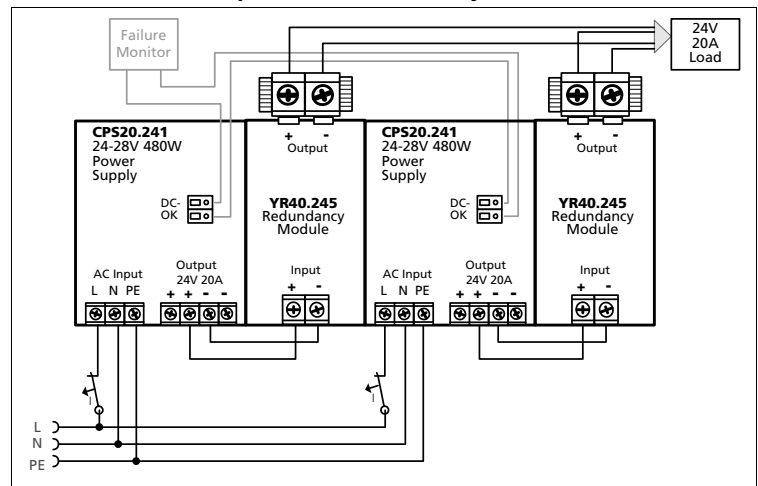 Failure
Monitor
24V
20A
Load
CPS20.241
24-28V 480W
Power
Supply
DC-
OK
AC Input
L N PE
Output
24V 20A
+ + - -
+ -
Output
YR40.245
Redundancy
Module
Input
+ -
CPS20.241
24-28V 480W
Power
Supply
DC-
OK
AC Input
L N PE
Output
24V 20A
+ + - -
+ -
Output
YR40.245
Redundancy
Module
Input
+ -
I
I
L
N
PE